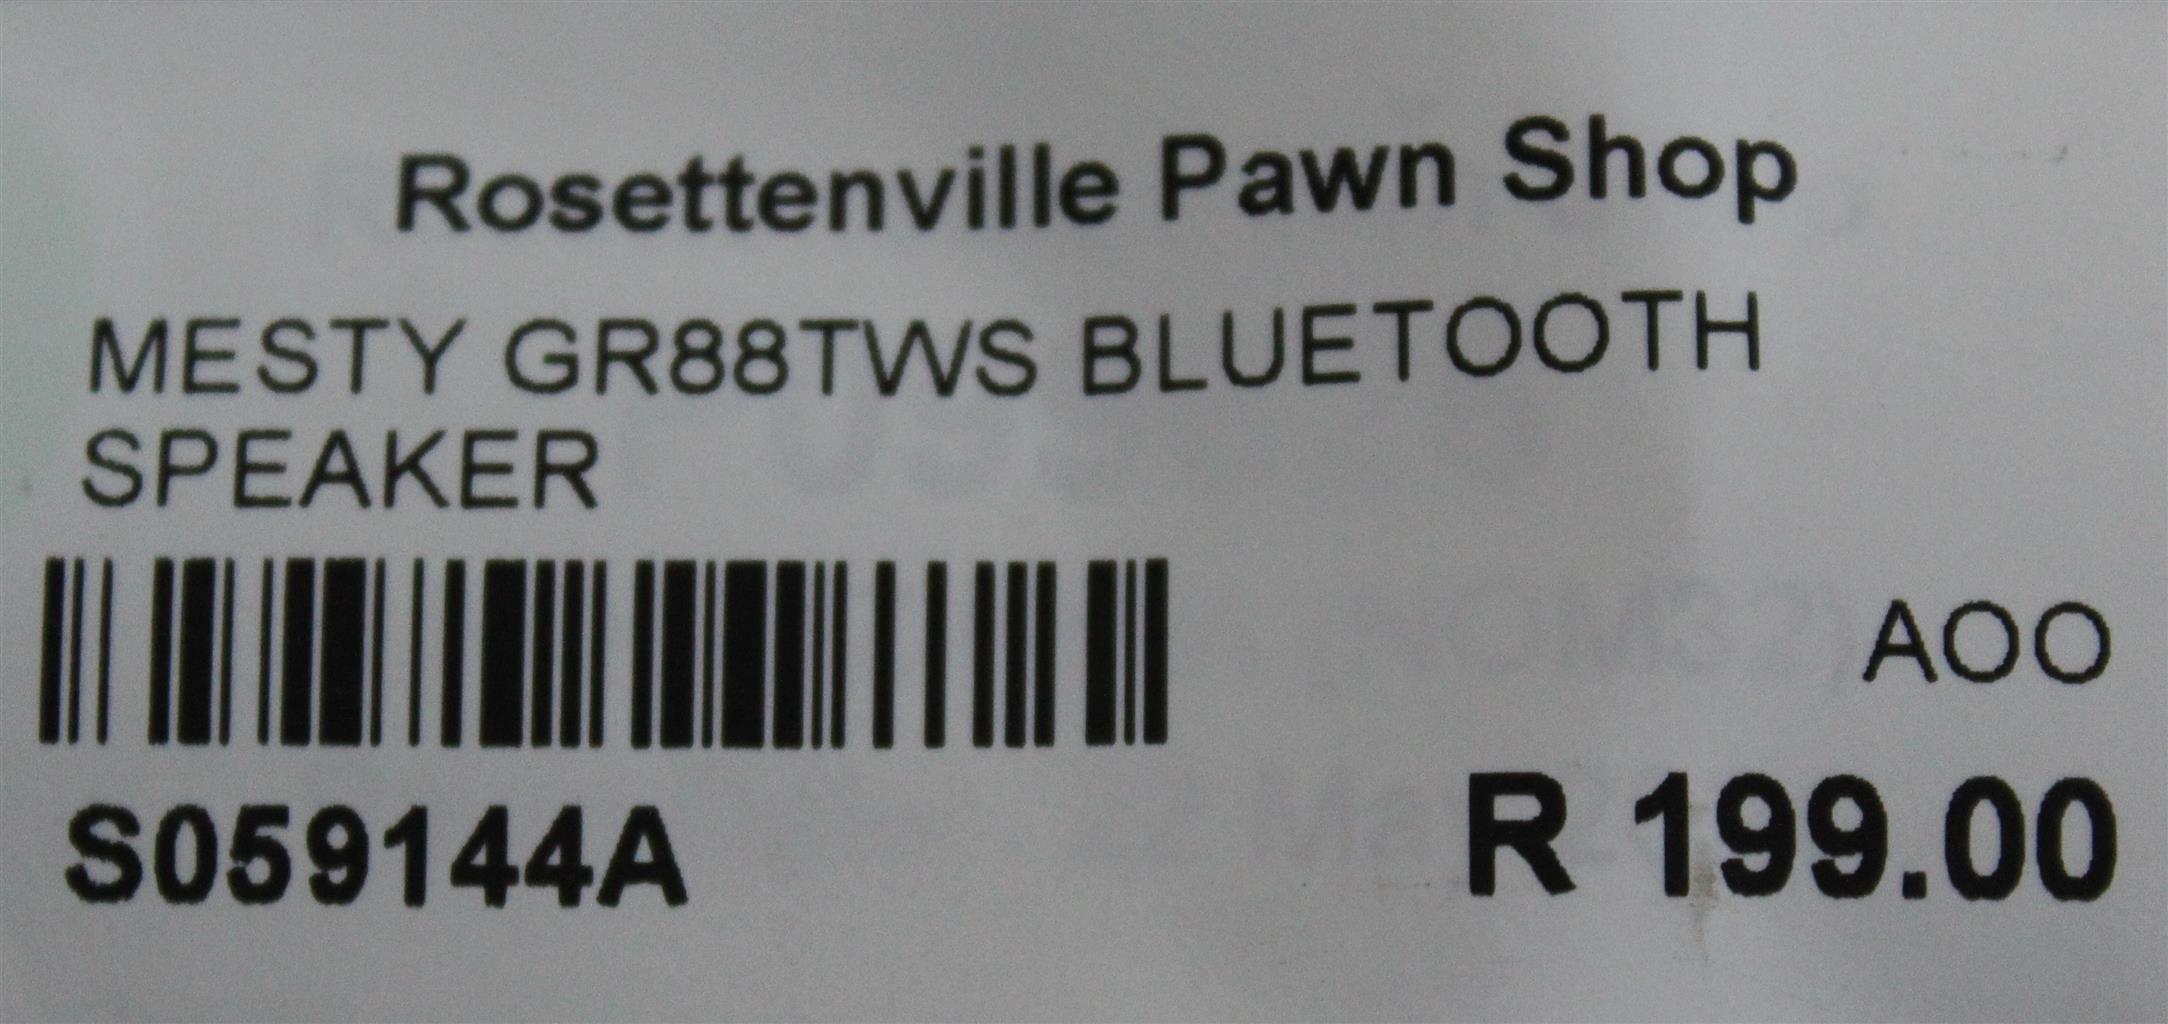 Rosettenville Pawn Shop
MESTY GR88TWS BLUETOOTH
SPEAKER
AOO
S059144A
R 199.00